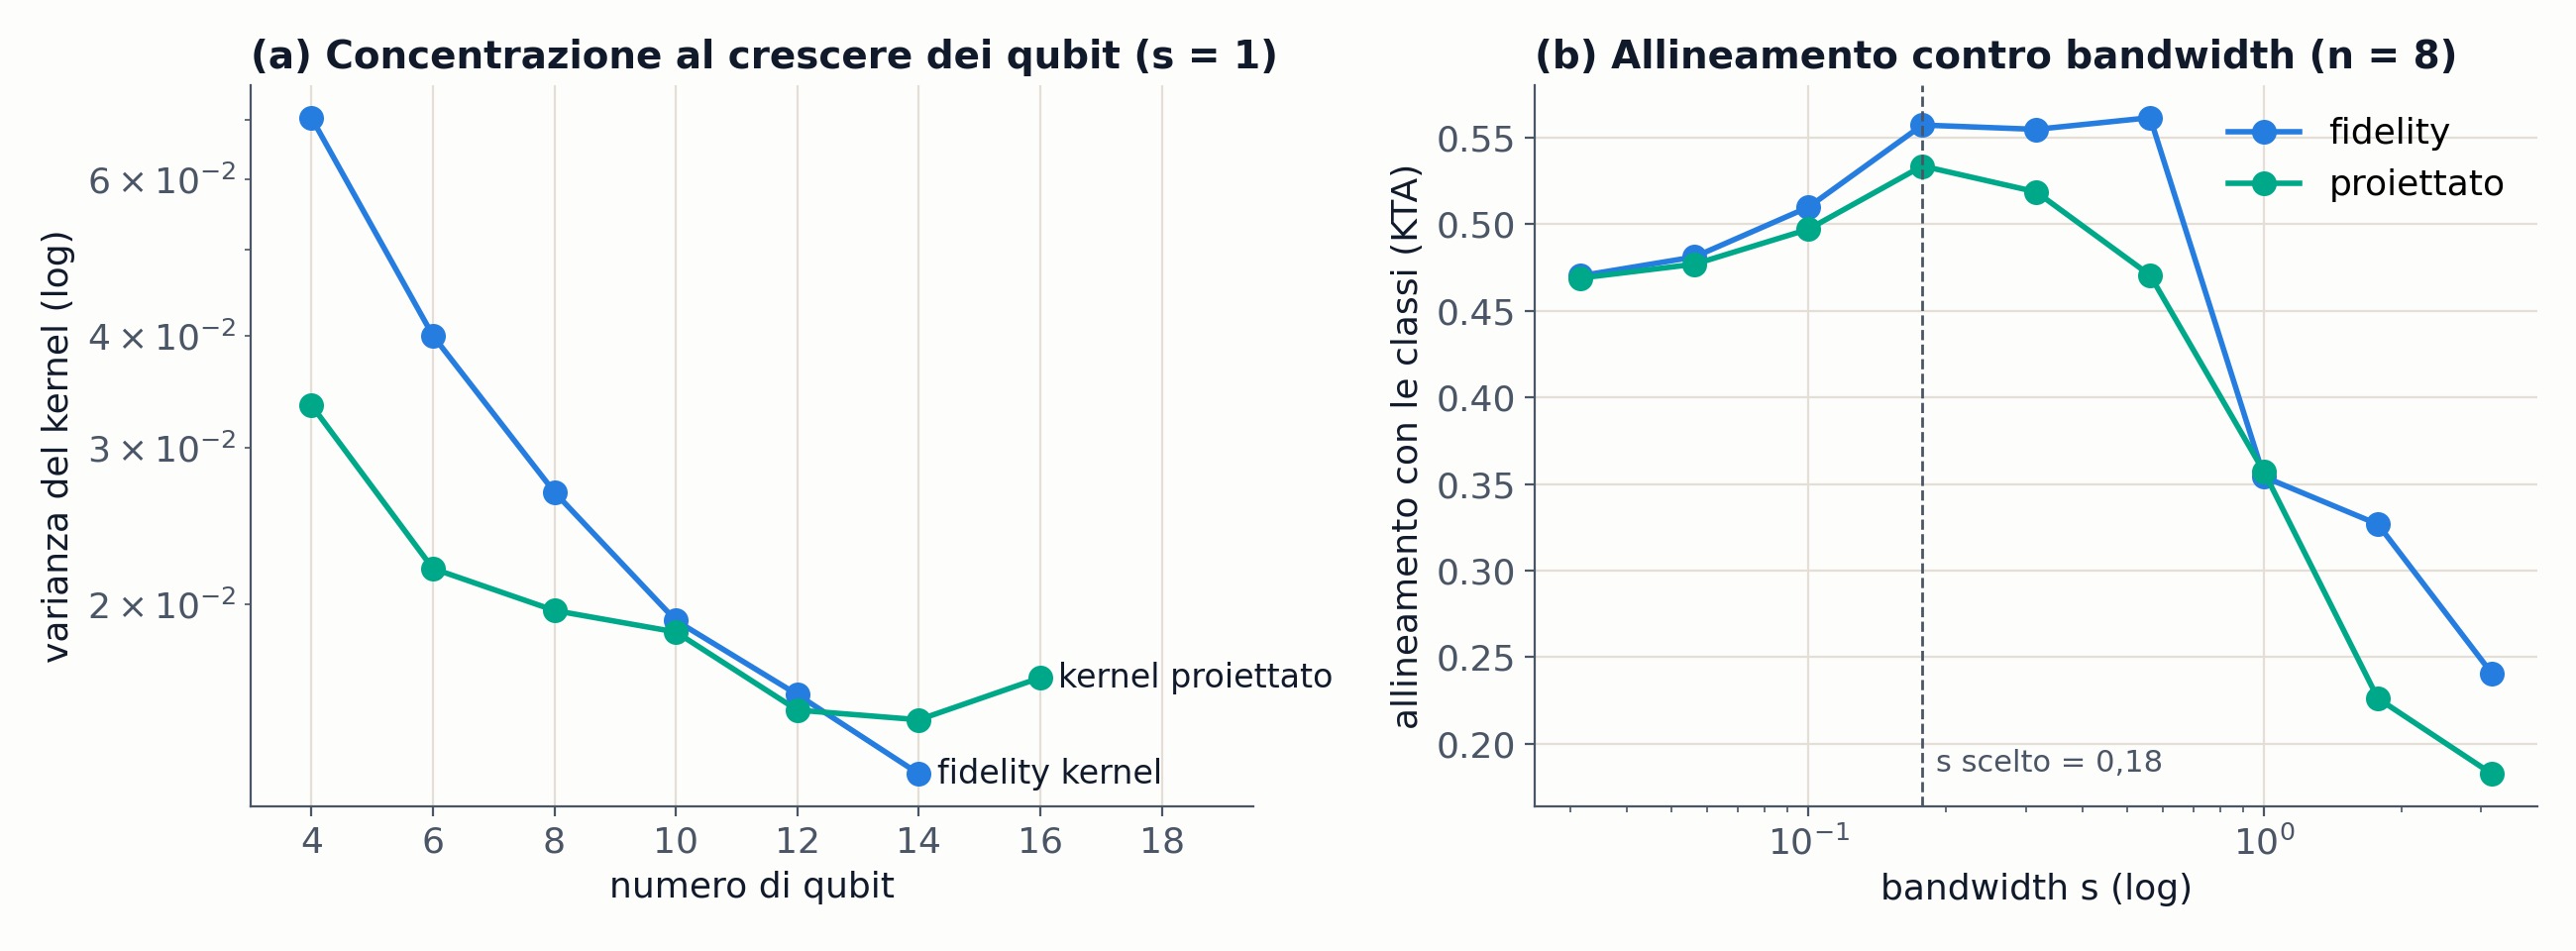 (a) Concentrazione al crescere dei qubit (s = 1)
varianza del kernel (log)
6 × 10⁻²
4 × 10⁻²
3 × 10⁻²
2 × 10⁻²
kernel proiettato
fidelity kernel
4 6 8 10 12 14 16 18
numero di qubit
(b) Allineamento contro bandwidth (n = 8)
allineamento con le classi (KTA)
0.55
0.50
0.45
0.40
0.35
0.30
0.25
0.20
fidelity
proiettato
s scelto = 0,18
10⁻¹ 10⁰
bandwidth s (log)